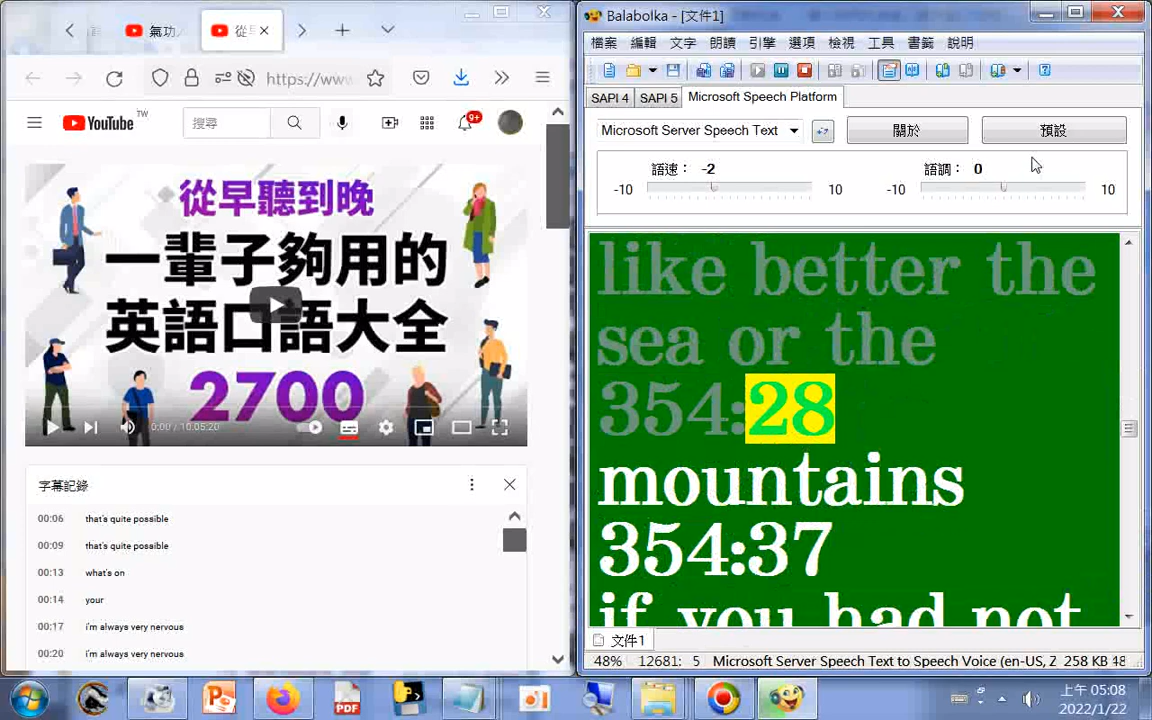 氣功
從
https://www
YouTube TW
搜尋
9+
從早聽到晚
一輩子夠用的
英語口語大全
2700
0:00 / 10:05:20
字幕記錄
00:06 that's quite possible
00:09 that's quite possible
00:13 what's on
00:14 your
00:17 i'm always very nervous
00:20 i'm always very nervous
Balabolka - [文件1]
檔案 編輯 文字 朗讀 引擎 選項 檢視 工具 書籤 說明
SAPI 4 SAPI 5 Microsoft Speech Platform
Microsoft Server Speech Text 關於 預設
語速： -2 語調： 0
-10 10 -10 10
like better the
sea or the
354:28
mountains
354:37
if you had not
文件1
48% 12681: 5 Microsoft Server Speech Text to Speech Voice (en-US, Z 258 KB 48
PDF
上午 05:08
2022/1/22